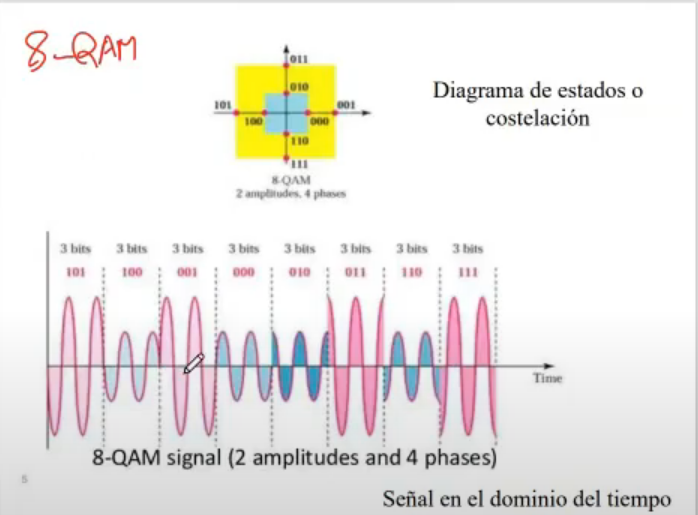 8-QAM
011
010
101
001
100
000
110
111
8-QAM
2 amplitudes, 4 phases
Diagrama de estados o
costelación
3 bits 3 bits 3 bits 3 bits 3 bits 3 bits 3 bits 3 bits
101 100 001 000 010 011 110 111
Time
8-QAM signal (2 amplitudes and 4 phases)
5
Señal en el dominio del tiempo